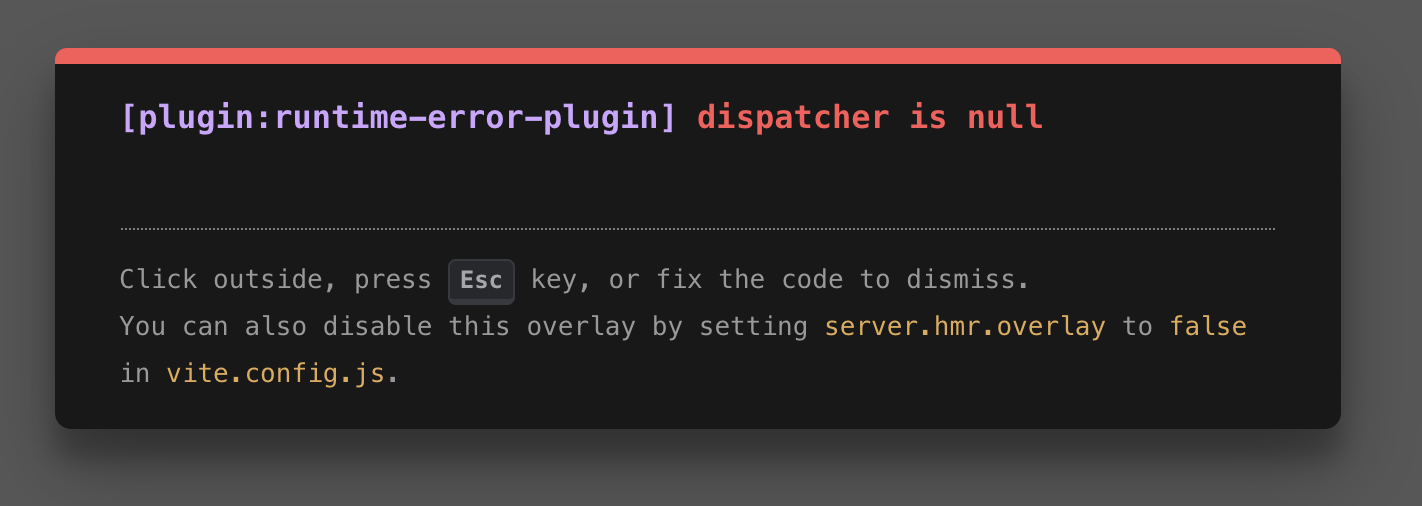 [plugin:runtime-error-plugin] dispatcher is null
Click outside, press Esc key, or fix the code to dismiss.
You can also disable this overlay by setting server.hmr.overlay to false
in vite.config.js.